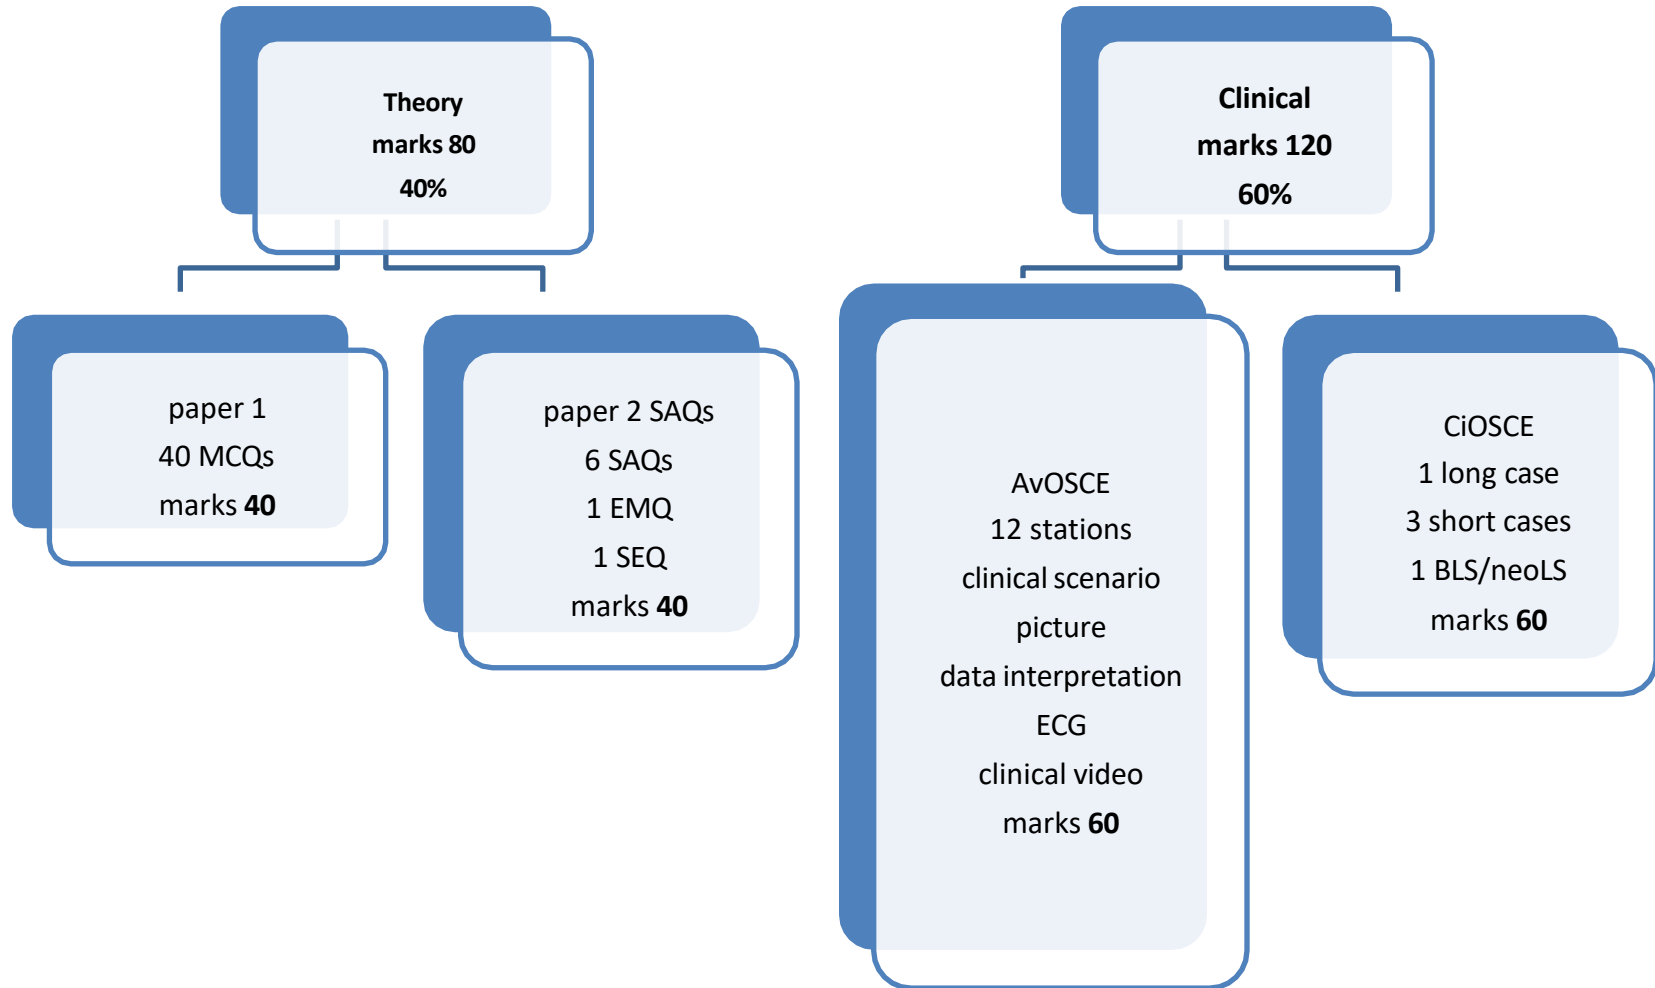 Theory
marks 80
40%
Clinical
marks 120
60%
paper 1
40 MCQs
marks 40
paper 2 SAQs
6 SAQs
1 EMQ
1 SEQ
marks 40
AvOSCE
12 stations
clinical scenario
picture
data interpretation
ECG
clinical video
marks 60
CiOSCE
1 long case
3 short cases
1 BLS/neoLS
marks 60